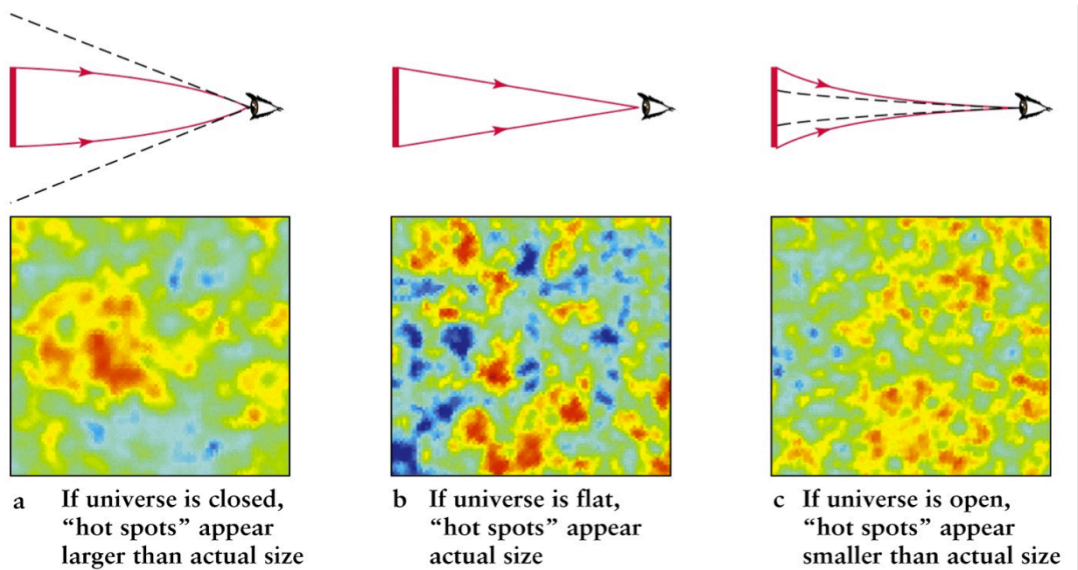 a If universe is closed,
“hot spots” appear
larger than actual size
b If universe is flat,
“hot spots” appear
actual size
c If universe is open,
“hot spots” appear
smaller than actual size